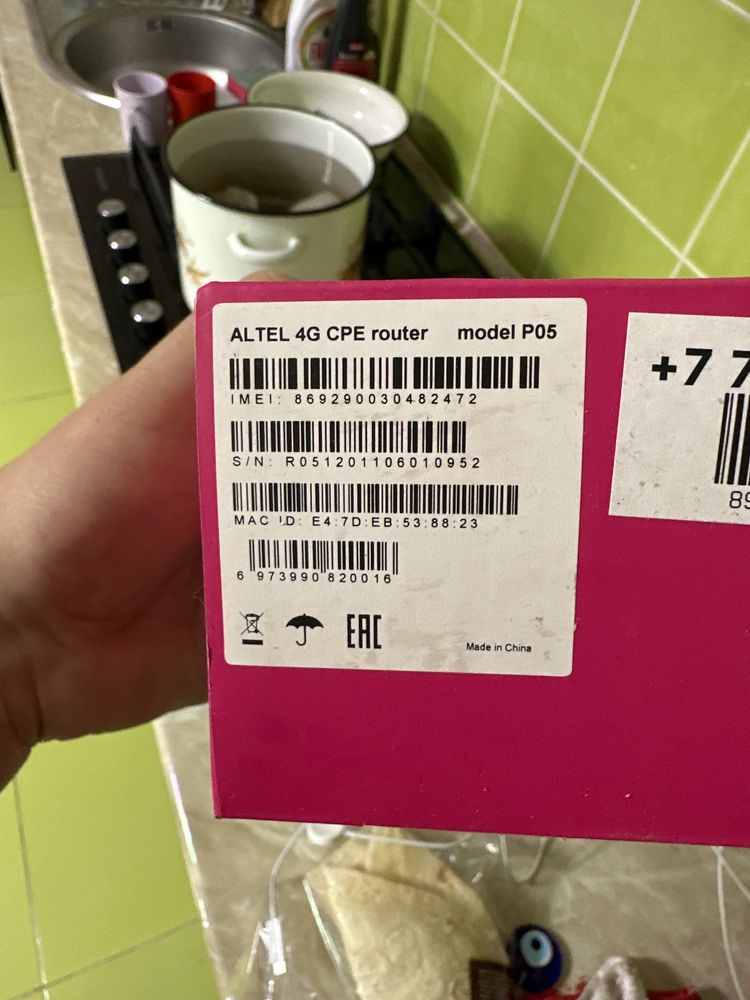 ALTEL 4G CPE router model P05
IMEI: 869290030482472
S/N: R051201106010952
MAC ID: E4:7D:EB:53:88:23
6 973990 820016
EAC
Made in China
+7 7
89